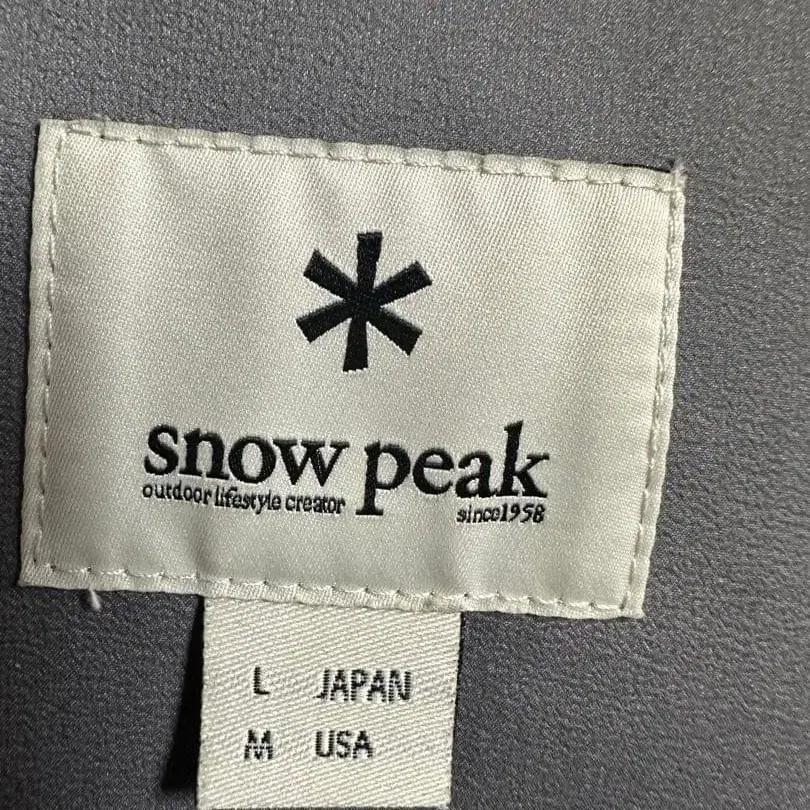 snow peak
outdoor lifestyle creator since1958
L JAPAN
M USA